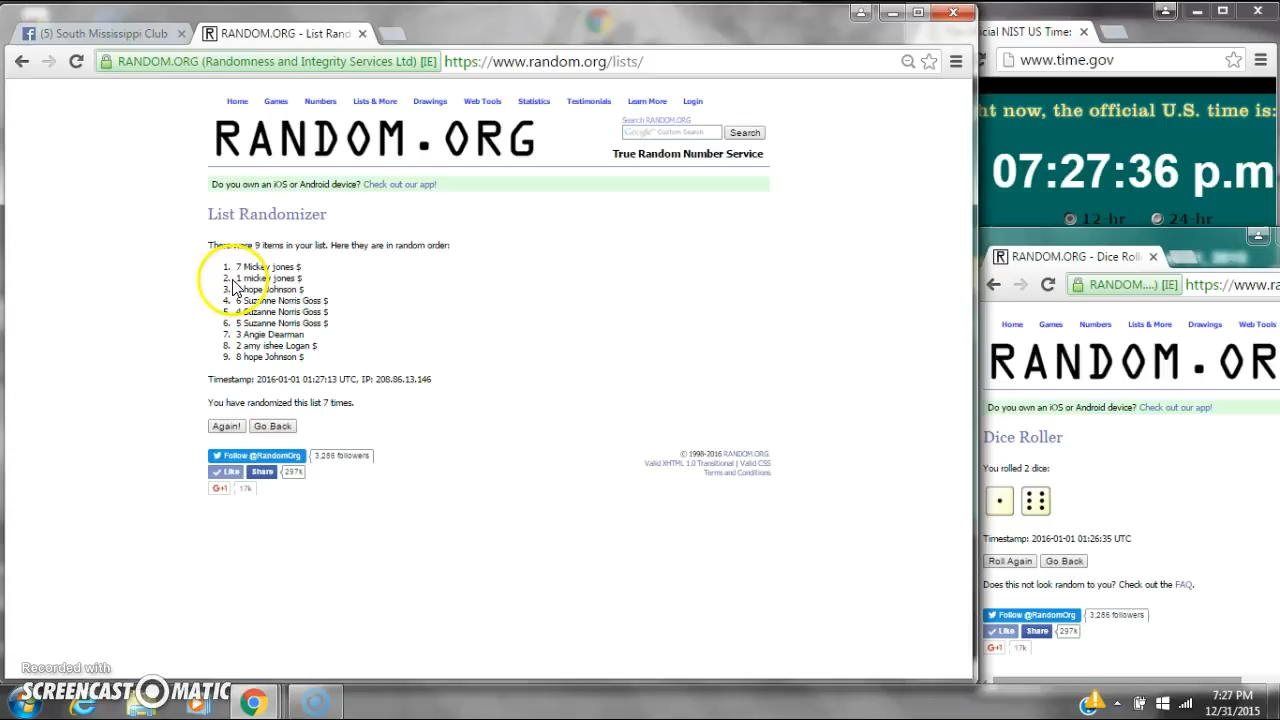 (5) South Mississippi Club
RANDOM.ORG - List Rand
RANDOM.ORG (Randomness and Integrity Services Ltd) [IE]
https://www.random.org/lists/
Home Games Numbers Lists & More Drawings Web Tools Statistics Testimonials Learn More Login
RANDOM.ORG
Search RANDOM.ORG
Google Custom Search
Search
True Random Number Service
Do you own an iOS or Android device? Check out our app!
List Randomizer
There were 9 items in your list. Here they are in random order:
1. 7 Mickey jones $
2. 1 mickey jones $
3. hope Johnson $
4. 6 Suzanne Norris Goss $
5. 4 Suzanne Norris Goss $
6. 5 Suzanne Norris Goss $
7. 3 Angie Dearman
8. 2 amy ishee Logan $
9. 8 hope Johnson $
Timestamp: 2016-01-01 01:27:13 UTC, IP: 208.86.13.146
You have randomized this list 7 times.
Again! Go Back
Follow @RandomOrg 3,286 followers
Like Share 297k
G+1 17k
© 1998-2016 RANDOM.ORG
Valid XHTML 1.0 Transitional | Valid CSS
Terms and Conditions
Recorded with
SCREENCAST O MATIC
cial NIST US Time:
www.time.gov
ht now, the official U.S. time is:
07:27:36 p.m
12-hr 24-hr
RANDOM.ORG - Dice Roll
RANDOM....) [IE]
https://www.ra
Home Games Numbers Lists & More Drawings Web Tools
RANDOM.OR
Do you own an iOS or Android device? Check out our app!
Dice Roller
You rolled 2 dice:
Timestamp: 2016-01-01 01:26:35 UTC
Roll Again Go Back
Does this not look random to you? Check out the FAQ.
Follow @RandomOrg 3,286 followers
Like Share 297k
G+1 17k
7:27 PM
12/31/2015